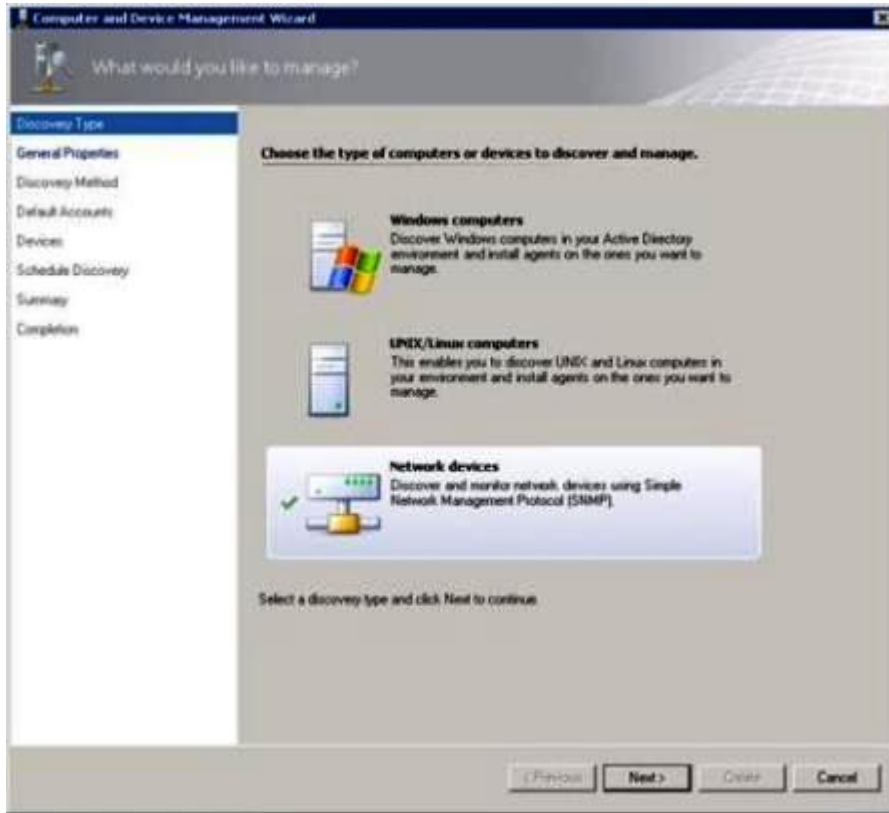 Computer and Device Management Wizard
What would you like to manage?
Discovery Type
General Properties
Discovery Method
Default Accounts
Devices
Schedule Discovery
Summary
Completion
Choose the type of computers or devices to discover and manage.
Windows computers
Discover Windows computers in your Active Directory
environment and install agents on the ones you want to
manage.
UNIX/Linux computers
This enables you to discover UNIX and Linux computers in
your environment and install agents on the ones you want to
manage.
Network devices
Discover and monitor network devices using Simple
Network Management Protocol (SNMP).
Select a discovery type and click Next to continue
< Previous
Next >
Create
Cancel